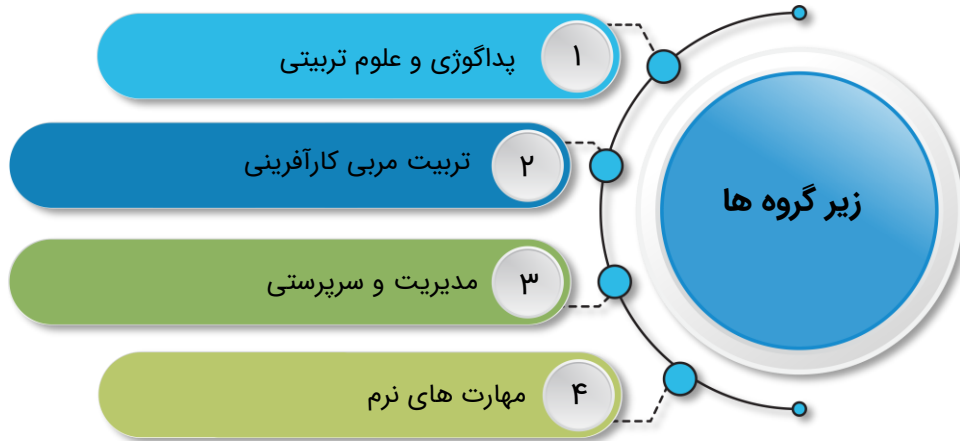 زیر گروه ها
۱ پداگوژی و علوم تربیتی
۲ تربیت مربی کارآفرینی
۳ مدیریت و سرپرستی
۴ مهارت های نرم